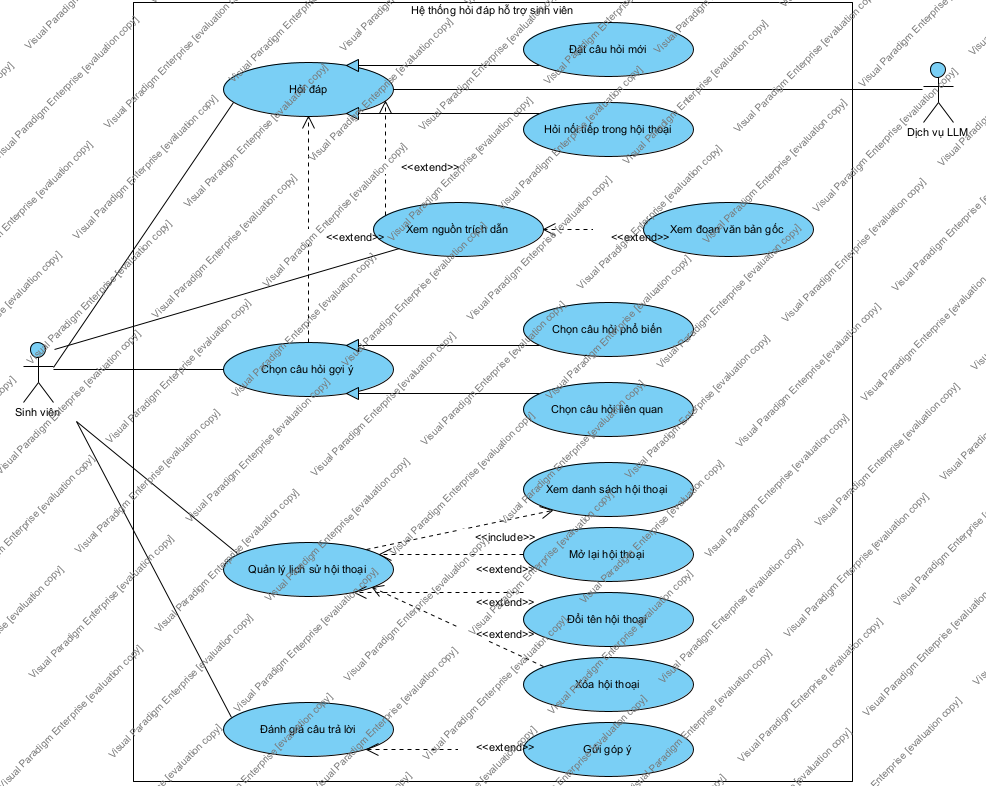 Hệ thống hỏi đáp hỗ trợ sinh viên
Đặt câu hỏi mới
Hỏi đáp
Hỏi nối tiếp trong hội thoại
Dịch vụ LLM
<<extend>>
Xem nguồn trích dẫn
<<extend>>
<<extend>>
Xem đoạn văn bản gốc
Chọn câu hỏi phổ biến
Chọn câu hỏi gợi ý
Sinh viên
Chọn câu hỏi liên quan
Xem danh sách hội thoại
<<include>>
Mở lại hội thoại
Quản lý lịch sử hội thoại
<<extend>>
<<extend>>
Đổi tên hội thoại
<<extend>>
Xóa hội thoại
Đánh giá câu trả lời
<<extend>>
Gửi góp ý
Visual Paradigm Enterprise [evaluation copy]